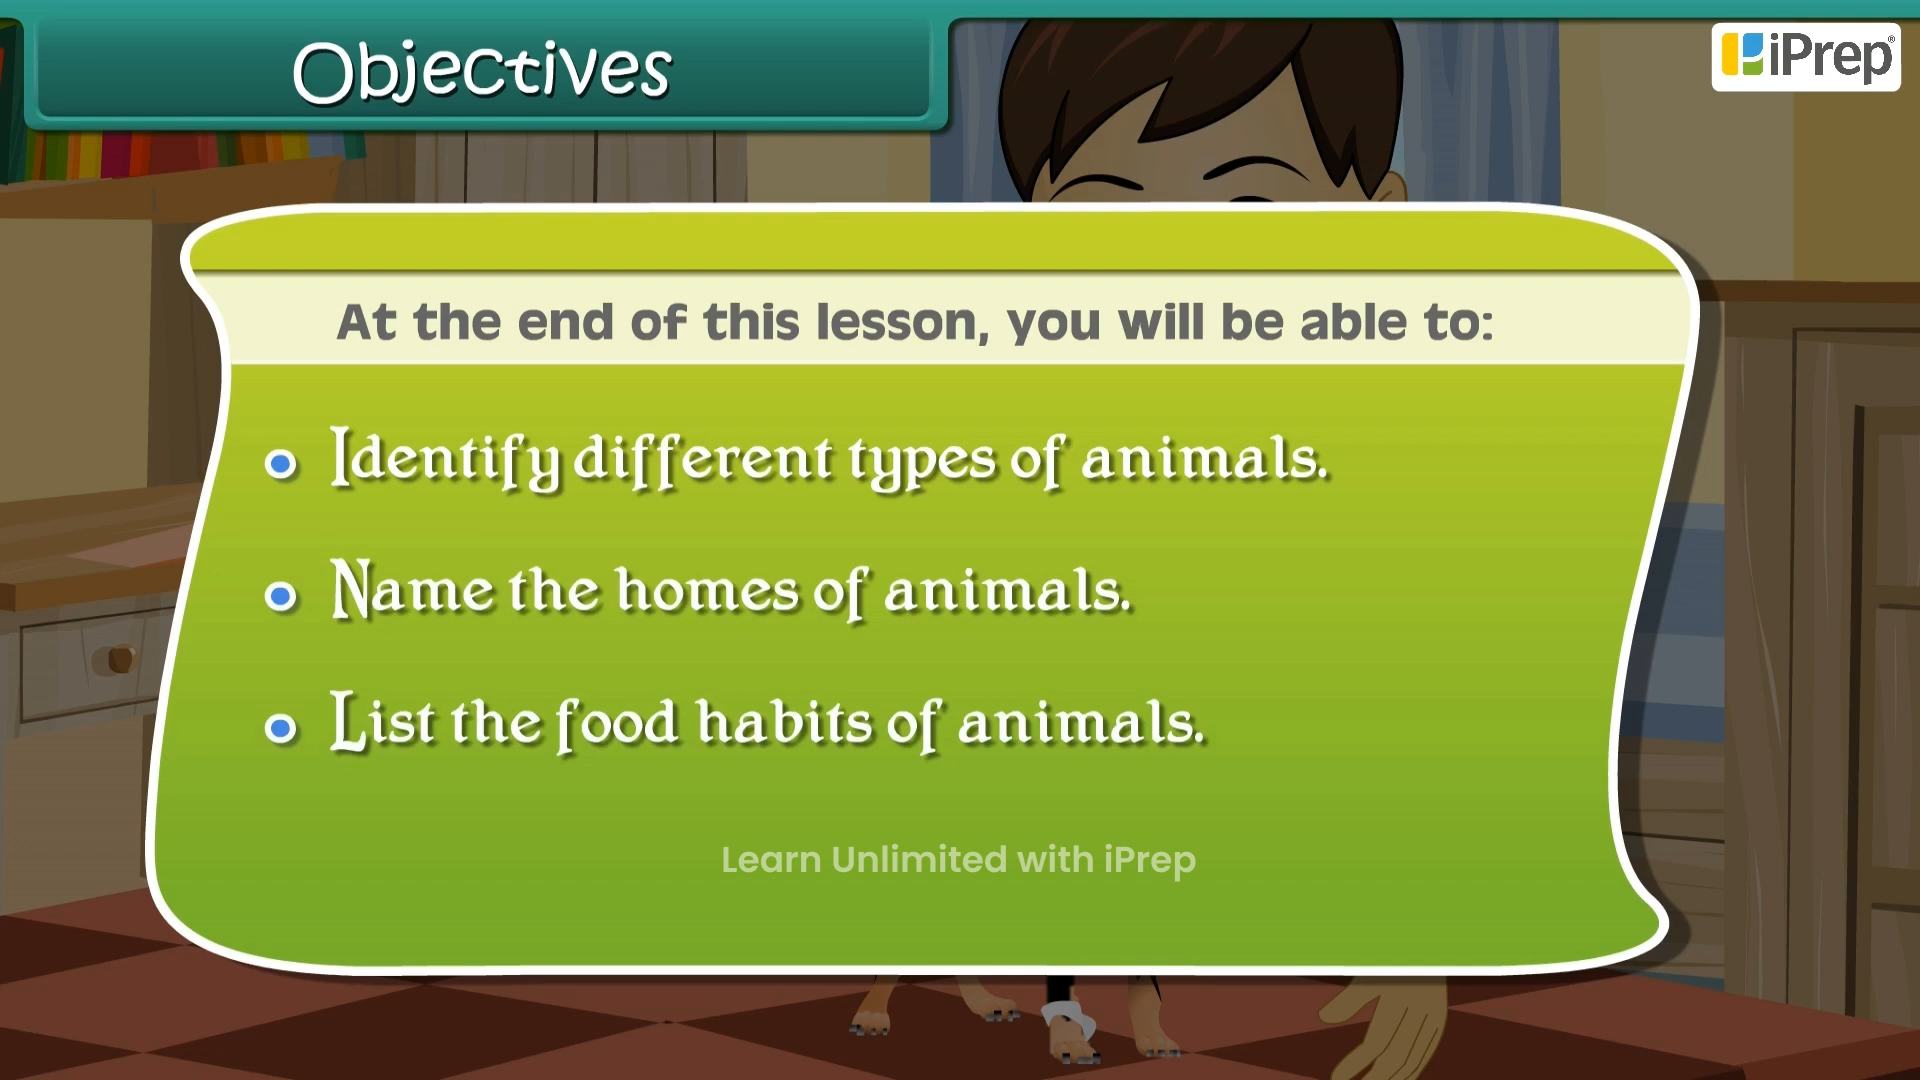 Objectives
iPrep®
At the end of this lesson, you will be able to:
Identify different types of animals.
Name the homes of animals.
List the food habits of animals.
Learn Unlimited with iPrep